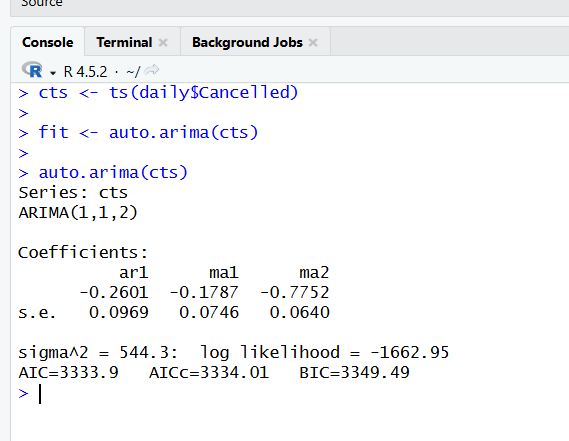 Source
Console Terminal Background Jobs
R R 4.5.2 · ~/
> cts <- ts(daily$Cancelled)
>
> fit <- auto.arima(cts)
>
> auto.arima(cts)
Series: cts
ARIMA(1,1,2)
Coefficients:
ar1 ma1 ma2
-0.2601 -0.1787 -0.7752
s.e. 0.0969 0.0746 0.0640
sigma^2 = 544.3: log likelihood = -1662.95
AIC=3333.9 AICc=3334.01 BIC=3349.49
>